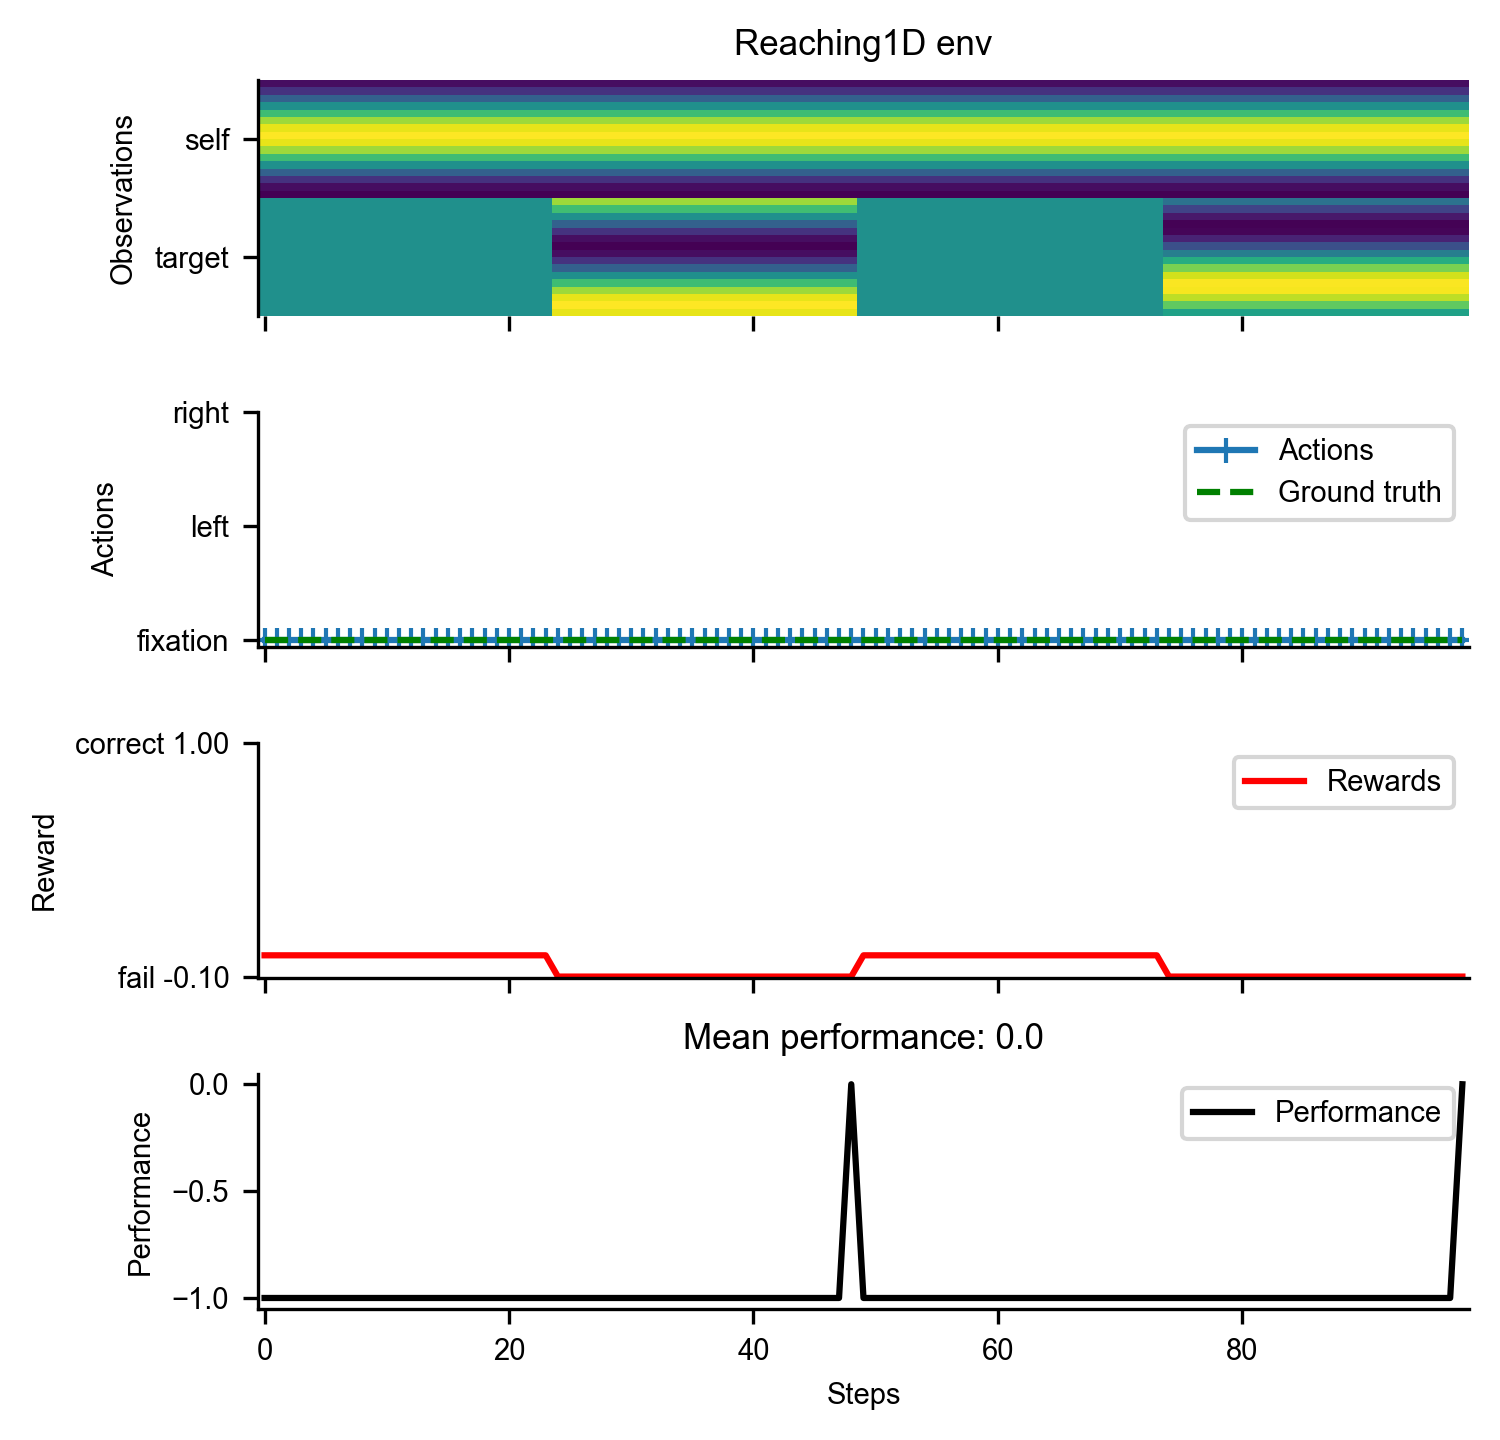 Reaching1D env
Observations
self
target
Actions
right
left
fixation
Actions
Ground truth
Reward
correct 1.00
fail -0.10
Rewards
Mean performance: 0.0
Performance
0.0
−0.5
−1.0
Performance
0 20 40 60 80
Steps